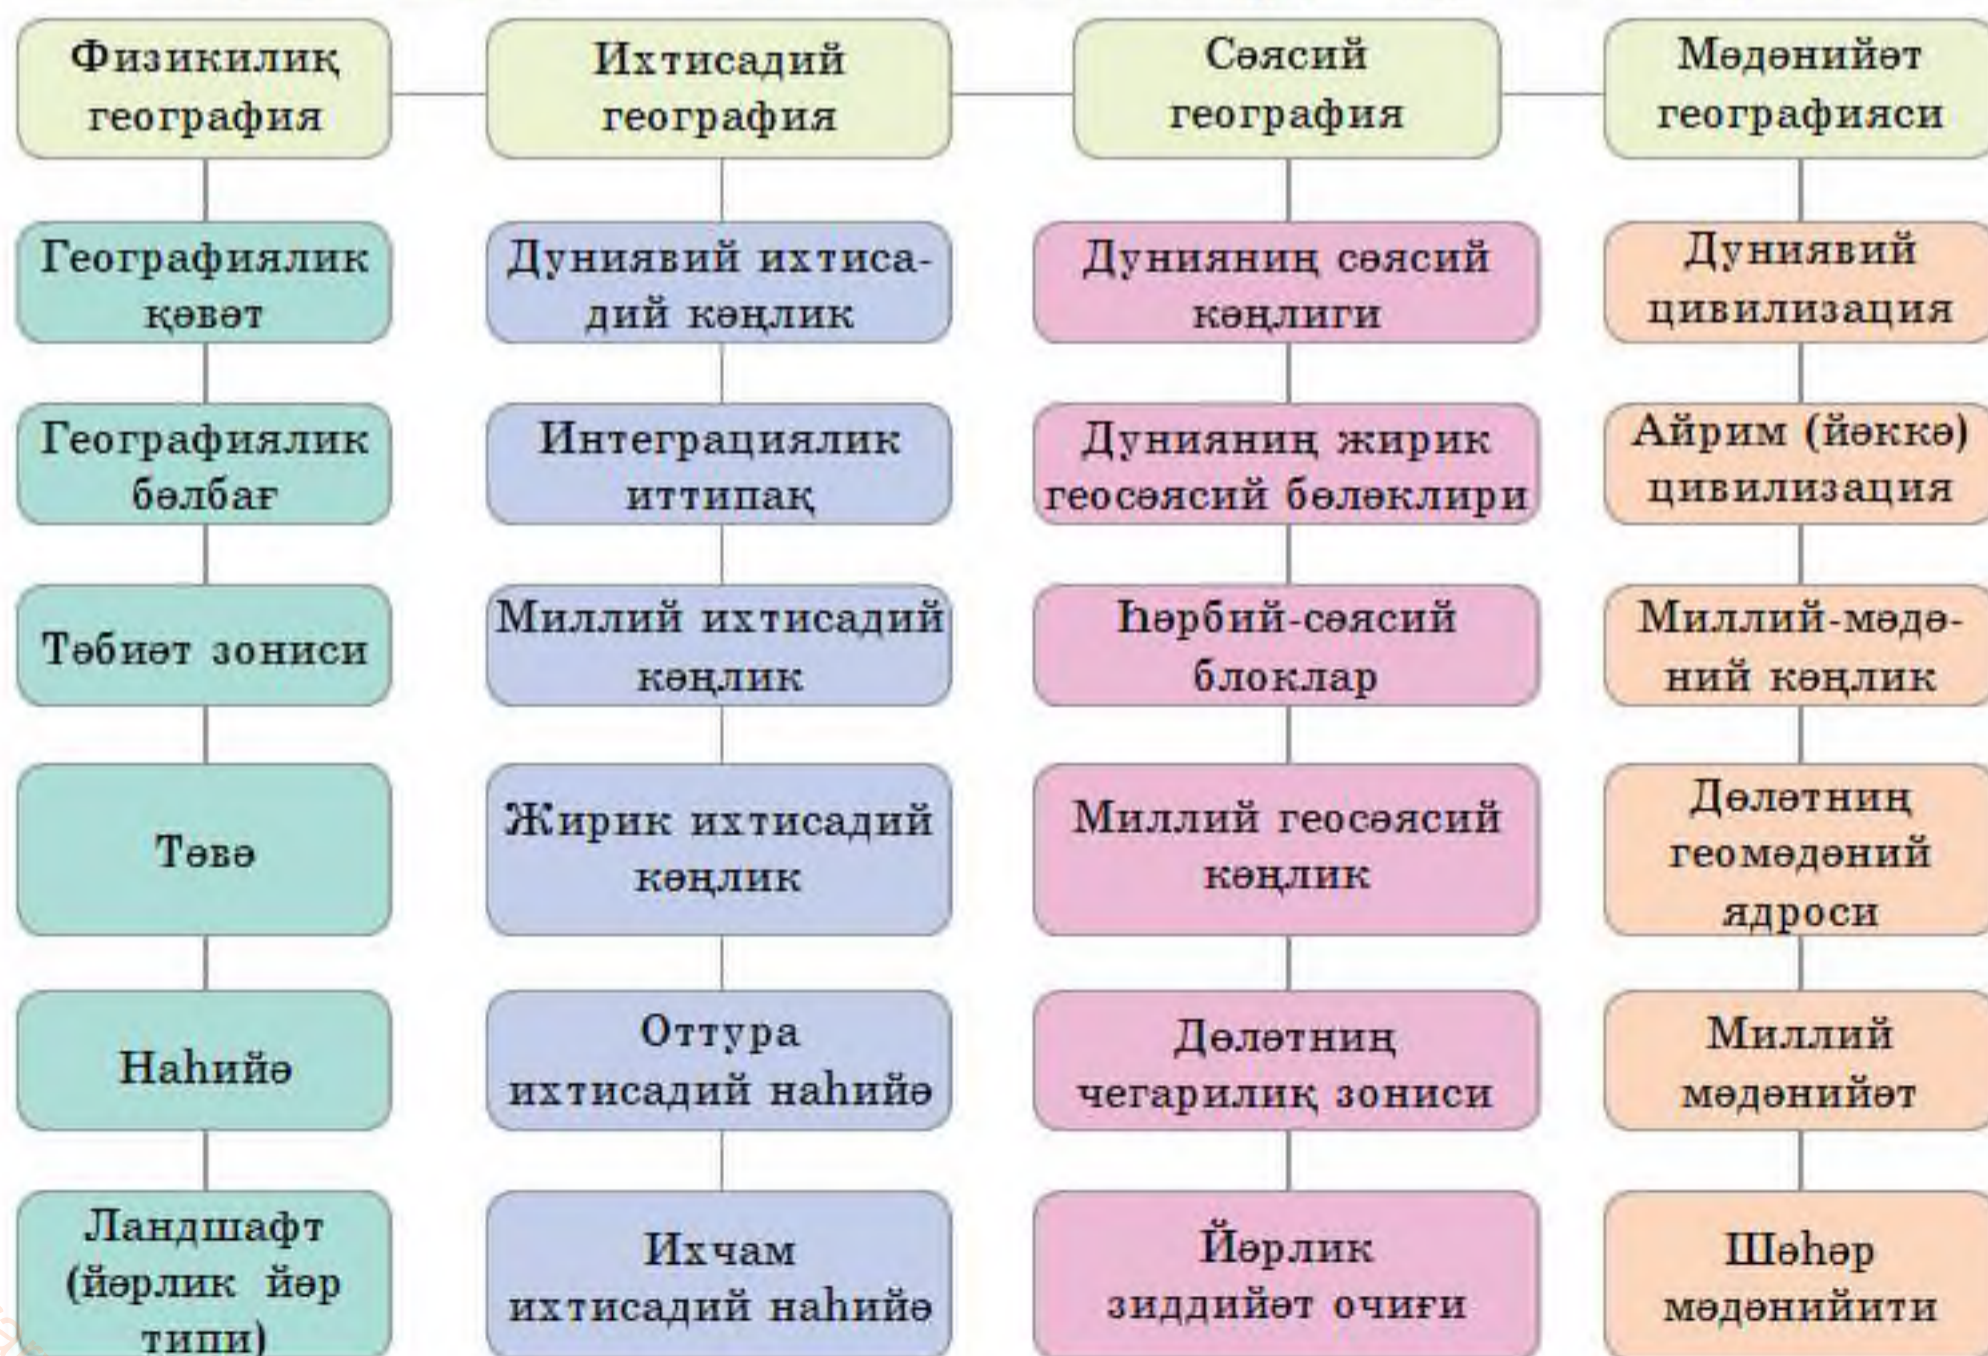 Физикилиқ
география
Ихтисадий
география
Сәясий
география
Мәдәнийәт
географияси
Географиялик
қәвәт
Дуниявий ихтиса-
дий кәңлик
Дунияниң сәясий
кәңлиги
Дуниявий
цивилизация
Географиялик
бәлбағ
Интеграциялик
иттипақ
Дунияниң жирик
геосәясий бөләклири
Айрим (йәккә)
цивилизация
Тәбиәт зониси
Миллий ихтисадий
кәңлик
Һәрбий-сәясий
блоклар
Миллий-мәдә-
ний кәңлик
Тәвә
Жирик ихтисадий
кәңлик
Миллий геосәясий
кәңлик
Дөләтниң
геомәдәний
ядроси
Наһийә
Оттура
ихтисадий наһийә
Дөләтниң
чегарилиқ зониси
Миллий
мәдәнийәт
Ландшафт
(йәрлик йәр
типи)
Ихчам
ихтисадий наһийә
Йәрлик
зиддийәт очиғи
Шәһәр
мәдәнийити